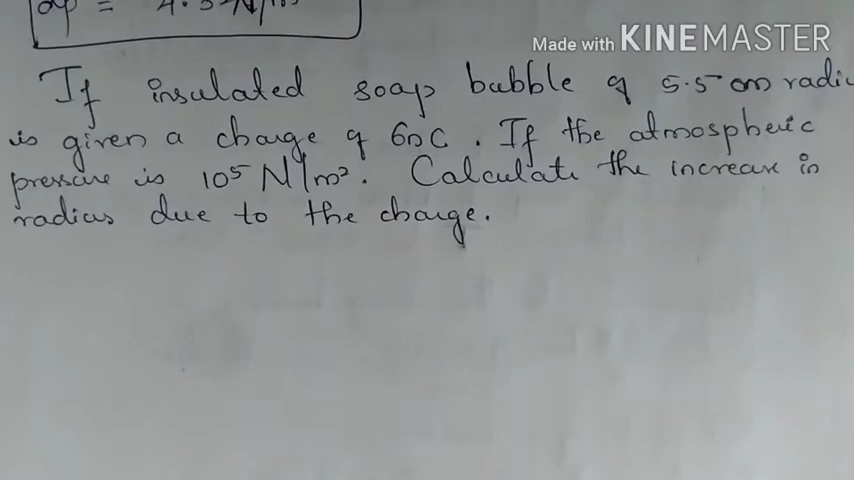 Made with KINEMASTER
If insulated soap bubble of 5.5 cm radiu
is given a charge of 6nC. If the atmospheric
pressure is 10⁵ N/m². Calculate the increase in
radius due to the charge.